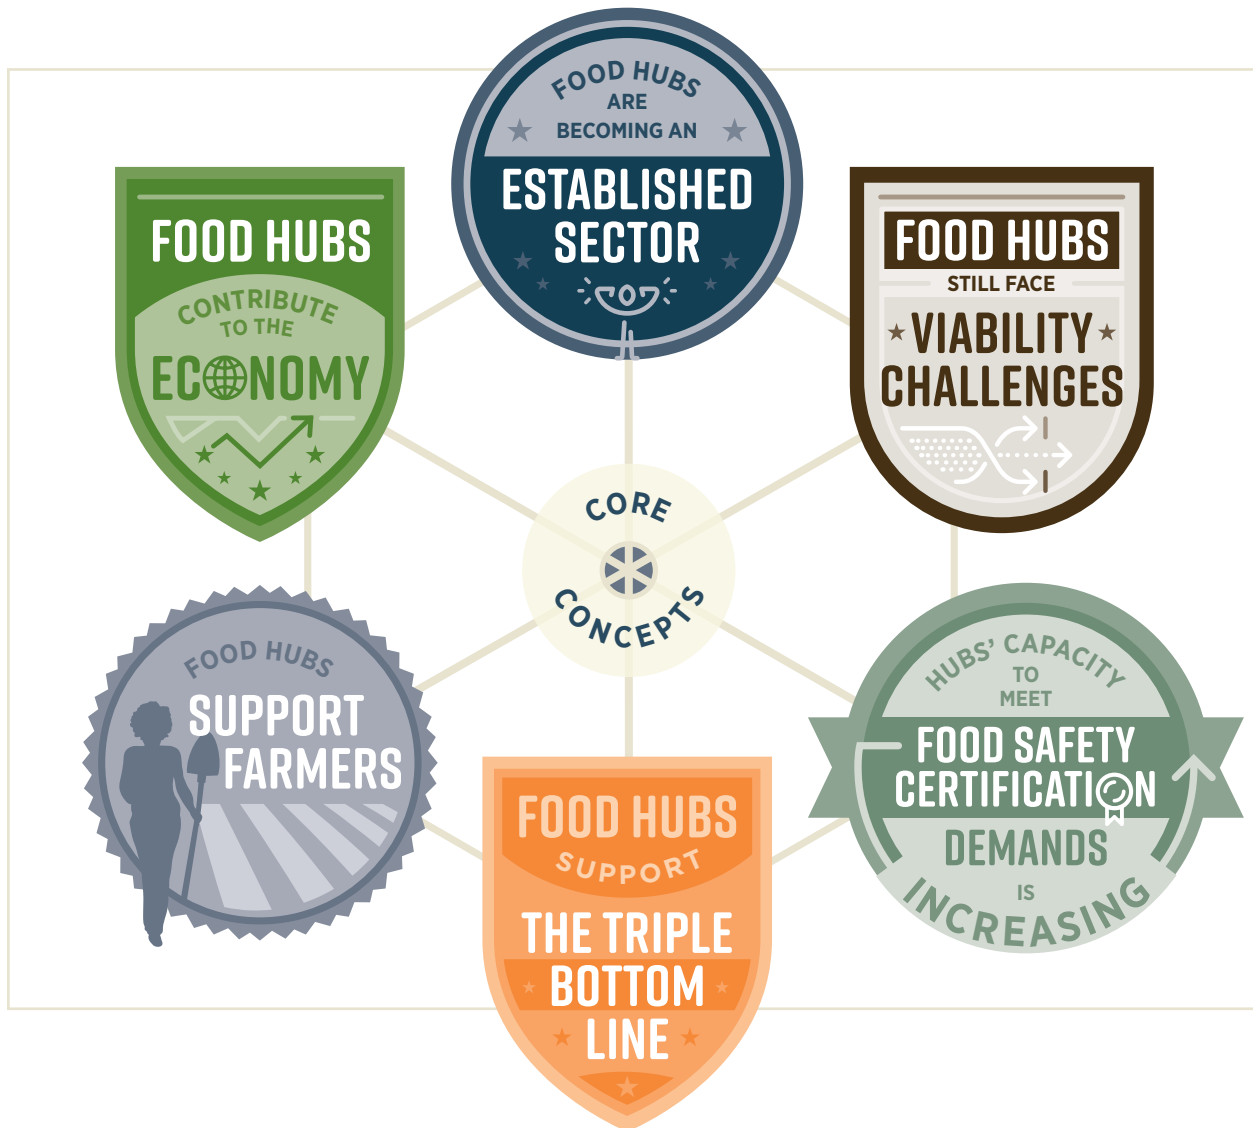 FOOD HUBS
ARE
BECOMING AN
ESTABLISHED
SECTOR
FOOD HUBS
CONTRIBUTE
TO THE
ECONOMY
FOOD HUBS
STILL FACE
VIABILITY
CHALLENGES
CORE
CONCEPTS
FOOD HUBS
SUPPORT
FARMERS
HUBS’ CAPACITY
TO
MEET
FOOD SAFETY
CERTIFICATION
DEMANDS
IS
INCREASING
FOOD HUBS
SUPPORT
THE TRIPLE
BOTTOM
LINE